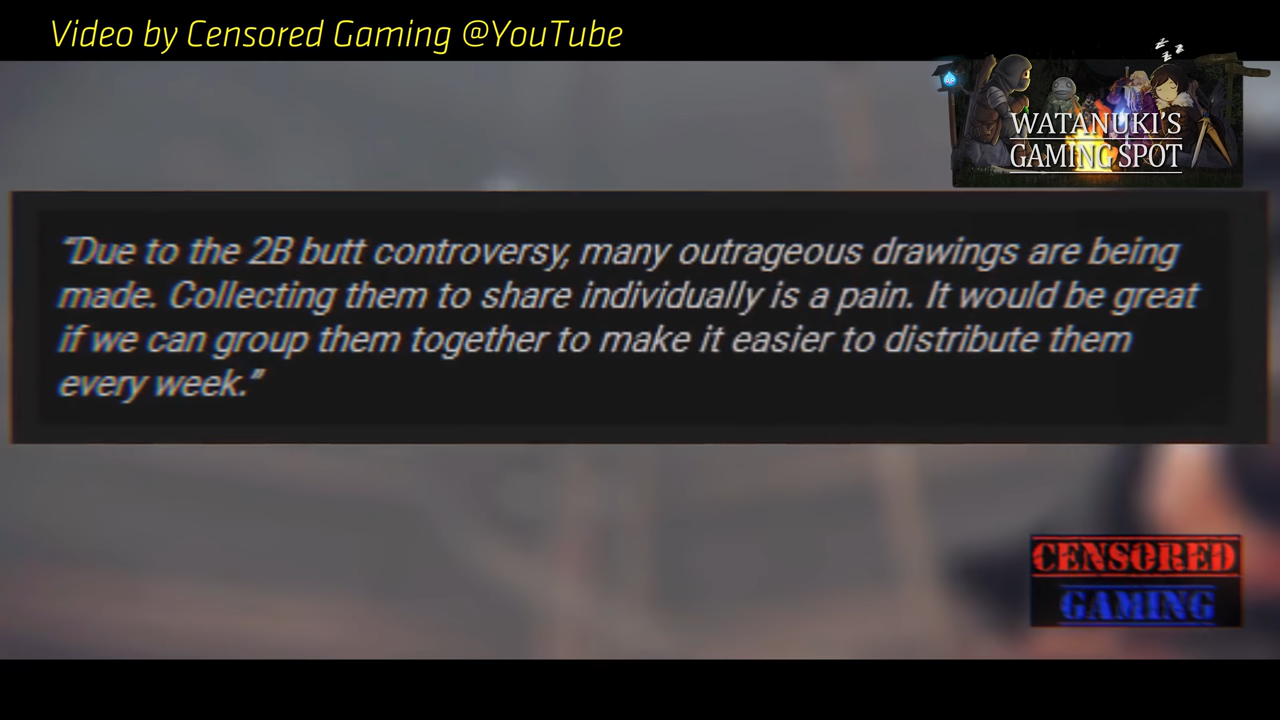 Video by Censored Gaming @YouTube
WATANUKI'S
GAMING SPOT
“Due to the 2B butt controversy, many outrageous drawings are being
made. Collecting them to share individually is a pain. It would be great
if we can group them together to make it easier to distribute them
every week.”
CENSORED
GAMING